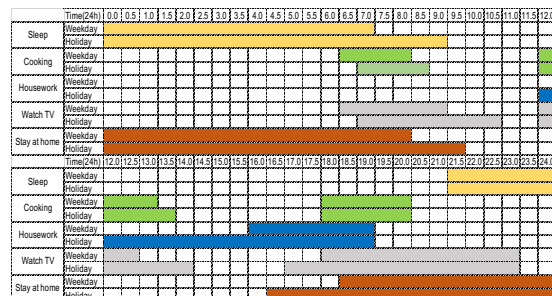 Time(24h) 0.0 0.5 1.0 1.5 2.0 2.5 3.0 3.5 4.0 4.5 5.0 5.5 6.0 6.5 7.0 7.5 8.0 8.5 9.0 9.5 10.0 10.5 11.0 11.5 12.0
Sleep Weekday
Holiday
Cooking Weekday
Holiday
Housework Weekday
Holiday
Watch TV Weekday
Holiday
Stay at home Weekday
Holiday
Time(24h) 12.0 12.5 13.0 13.5 14.0 14.5 15.0 15.5 16.0 16.5 17.0 17.5 18.0 18.5 19.0 19.5 20.0 20.5 21.0 21.5 22.0 22.5 23.0 23.5 24.0
Sleep Weekday
Holiday
Cooking Weekday
Holiday
Housework Weekday
Holiday
Watch TV Weekday
Holiday
Stay at home Weekday
Holiday